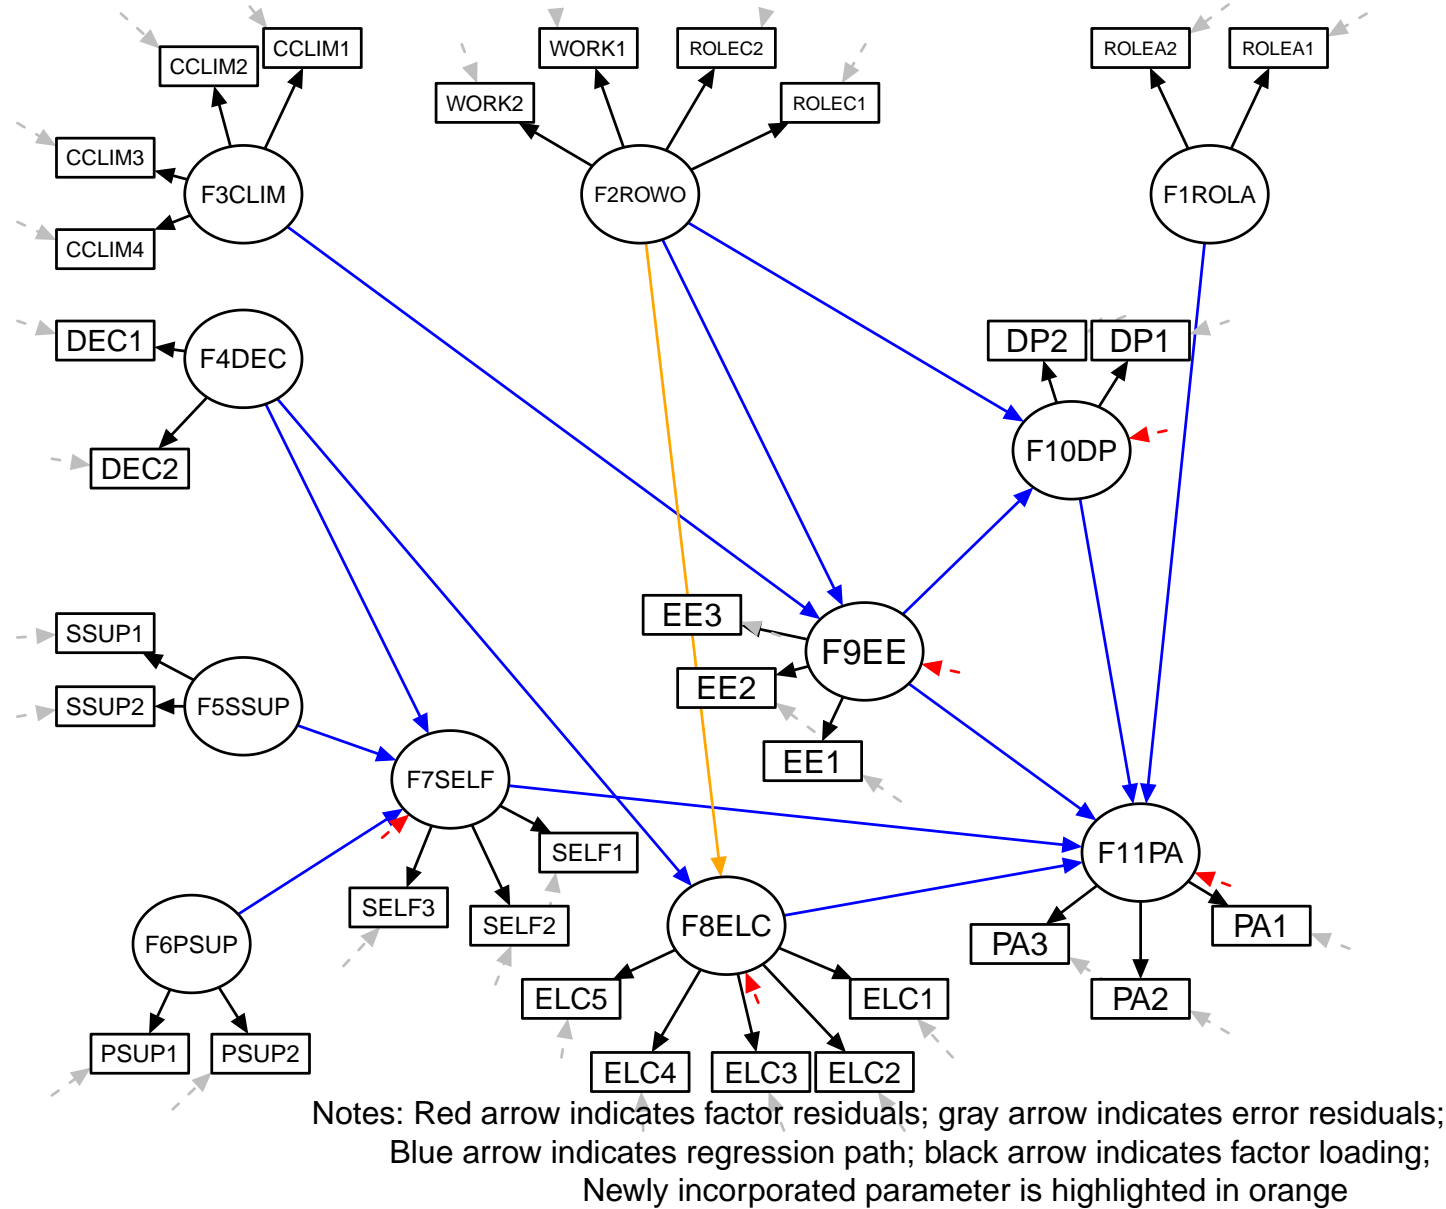 CCLIM1
WORK1
ROLEC2
ROLEA2
ROLEA1
CCLIM2
WORK2
ROLEC1
CCLIM3
F3CLIM
F2ROWO
F1ROLA
CCLIM4
DEC1
F4DEC
DP2
DP1
DEC2
F10DP
SSUP1
EE3
F9EE
EE2
SSUP2
F5SSUP
EE1
F7SELF
SELF1
F11PA
SELF3
SELF2
F8ELC
PA1
F6PSUP
PA3
ELC5
ELC1
PA2
PSUP1
PSUP2
ELC4
ELC3
ELC2
Notes: Red arrow indicates factor residuals; gray arrow indicates error residuals;
Blue arrow indicates regression path; black arrow indicates factor loading;
Newly incorporated parameter is highlighted in orange